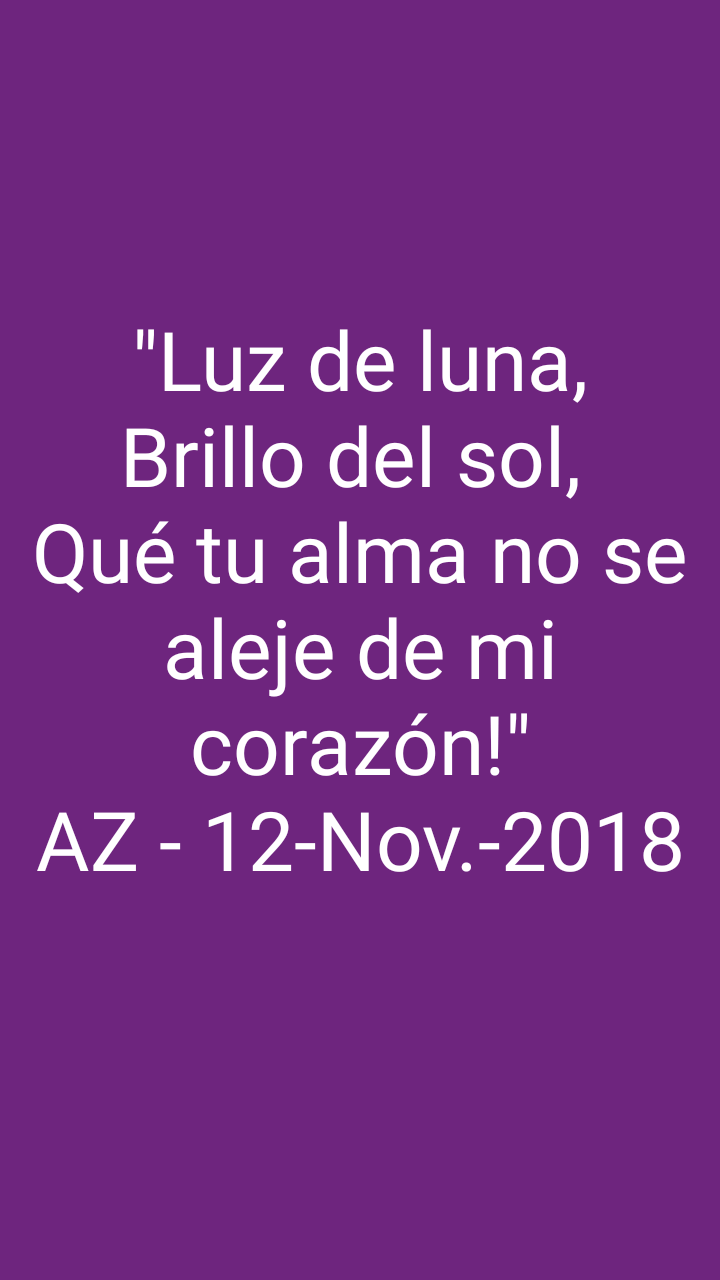 "Luz de luna,
Brillo del sol,
Qué tu alma no se
aleje de mi
corazón!"
AZ - 12-Nov.-2018